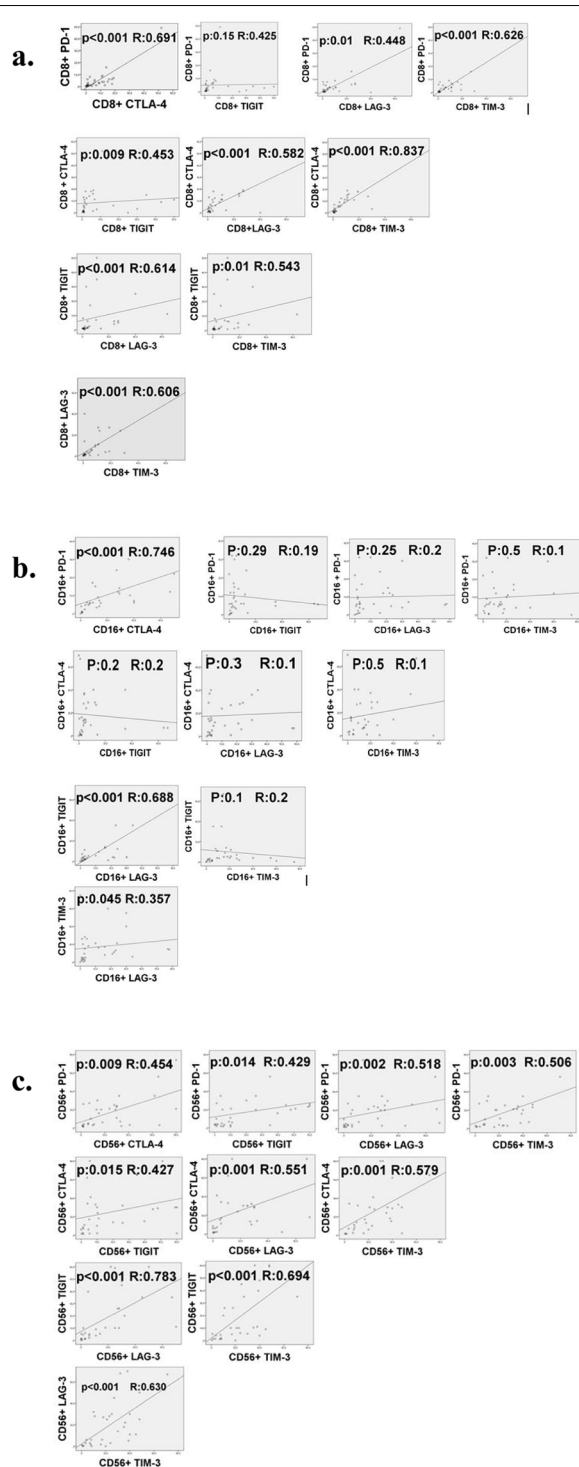 a.
CD8+ PD-1
p<0.001 R:0.691
CD8+ CTLA-4
CD8+ PD-1
p:0.15 R:0.425
CD8+ TIGIT
CD8+ PD-1
p:0.01 R:0.448
CD8+ LAG-3
CD8+ PD-1
p<0.001 R:0.626
CD8+ TIM-3
CD8 + CTLA-4
p:0.009 R:0.453
CD8+ TIGIT
CD8+ CTLA-4
p<0.001 R:0.582
CD8+LAG-3
CD8+ CTLA-4
p<0.001 R:0.837
CD8+ TIM-3
CD8+ TIGIT
p<0.001 R:0.614
CD8+ LAG-3
CD8+ TIGIT
p:0.01 R:0.543
CD8+ TIM-3
CD8+ LAG-3
p<0.001 R:0.606
CD8+ TIM-3
b.
CD16+ PD-1
p<0.001 R:0.746
CD16+ CTLA-4
CD16+ PD-1
P:0.29 R:0.19
CD16+ TIGIT
CD16 + PD-1
P:0.25 R:0.2
CD16+ LAG-3
CD16+ PD-1
P:0.5 R:0.1
CD16+ TIM-3
CD16+ CTLA-4
P:0.2 R:0.2
CD16+ TIGIT
CD16+ CTLA-4
P:0.3 R:0.1
CD16+ LAG-3
CD16+ CTLA-4
P:0.5 R:0.1
CD16+ TIM-3
CD16+ TIGIT
p<0.001 R:0.688
CD16+ LAG-3
CD16+ TIGIT
P:0.1 R:0.2
CD16+ TIM-3
CD16+ TIM-3
p:0.045 R:0.357
CD16+ LAG-3
c.
CD56+ PD-1
p:0.009 R:0.454
CD56+ CTLA-4
CD56+ PD-1
p:0.014 R:0.429
CD56+ TIGIT
CD56+ PD-1
p:0.002 R:0.518
CD56+ LAG-3
CD56+ PD-1
p:0.003 R:0.506
CD56+ TIM-3
CD56+ CTLA-4
p:0.015 R:0.427
CD56+ TIGIT
CD56+ CTLA-4
p:0.001 R:0.551
CD56+ LAG-3
CD56+ CTLA-4
p:0.001 R:0.579
CD56+ TIM-3
CD56+ TIGIT
p<0.001 R:0.783
CD56+ LAG-3
CD56+ TIGIT
p<0.001 R:0.694
CD56+ TIM-3
CD56+ LAG-3
p<0.001 R:0.630
CD56+ TIM-3